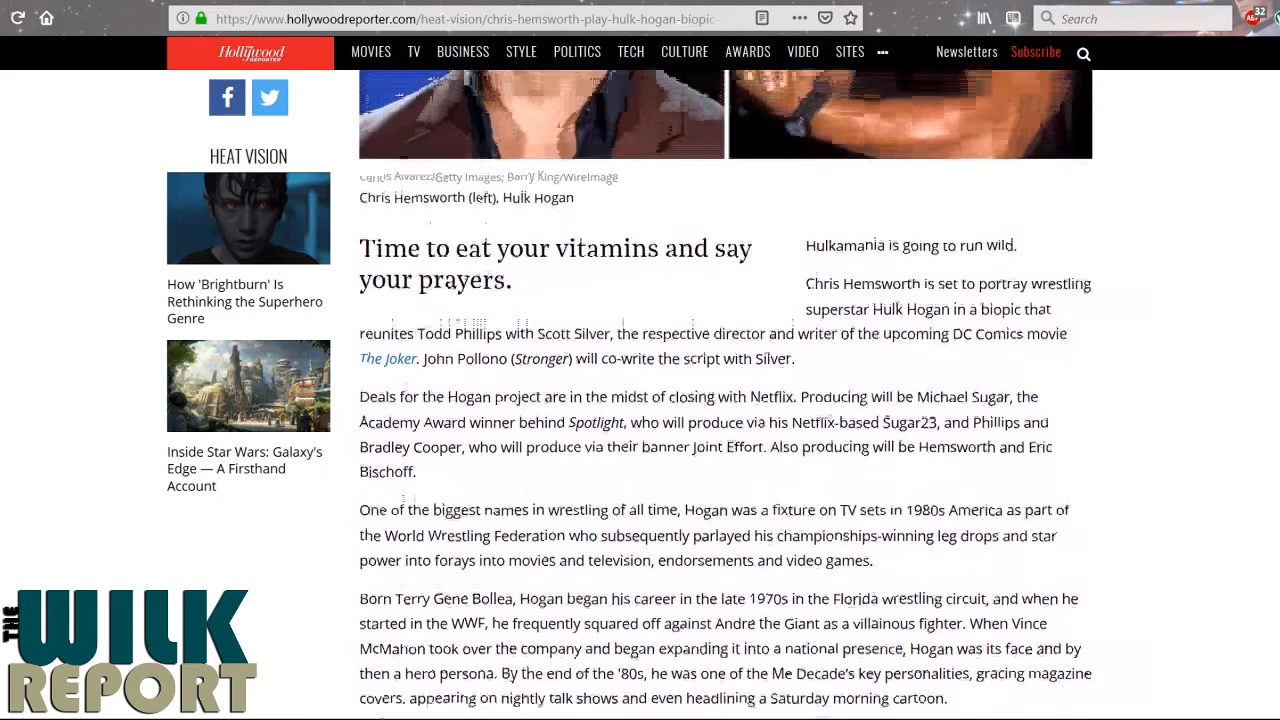 https://www.hollywoodreporter.com/heat-vision/chris-hemsworth-play-hulk-hogan-biopic-
Search
32
Hollywood REPORTER
MOVIES TV BUSINESS STYLE POLITICS TECH CULTURE AWARDS VIDEO SITES
Newsletters Subscribe
HEAT VISION
How 'Brightburn' Is
Rethinking the Superhero
Genre
Inside Star Wars: Galaxy's
Edge — A Firsthand
Account
Carlos Alvarez/Getty Images; Barry King/WireImage
Chris Hemsworth (left), Hulk Hogan
Time to eat your vitamins and say
your prayers.
Hulkamania is going to run wild.
Chris Hemsworth is set to portray wrestling
superstar Hulk Hogan in a biopic that
reunites Todd Phillips with Scott Silver, the respective director and writer of the upcoming DC Comics movie
The Joker. John Pollono (Stronger) will co-write the script with Silver.
Deals for the Hogan project are in the midst of closing with Netflix. Producing will be Michael Sugar, the
Academy Award winner behind Spotlight, who will produce via his Netflix-based Sugar23, and Phillips and
Bradley Cooper, who will produce via their banner Joint Effort. Also producing will be Hemsworth and Eric
Bischoff.
One of the biggest names in wrestling of all time, Hogan was a fixture on TV sets in 1980s America as part of
the World Wrestling Federation who subsequently parlayed his championships-winning leg drops and star
power into forays into movies and television, endorsements and video games.
Born Terry Gene Bollea, Hogan began his career in the late 1970s in the Florida wrestling circuit, and when he
started in the WWF, he frequently squared off against Andre the Giant as a villainous fighter. When Vince
McMahon took over the company and began expanding it into a national presence, Hogan was its face and by
then a hero persona. By the end of the '80s, he was one of the Me Decade's key personalities, gracing magazine
covers, appearing on nightly talk shows and even headlining a Saturday morning cartoon.
THE WILK
REPORT